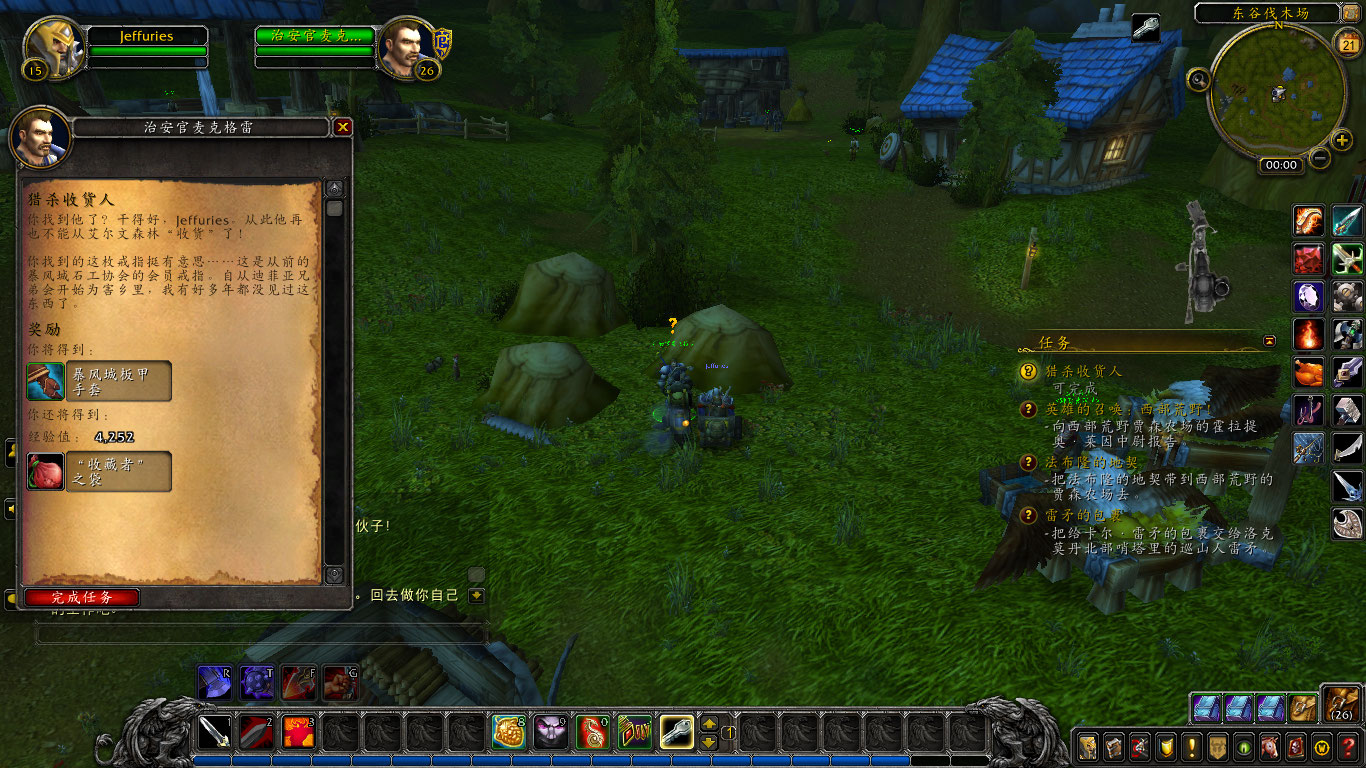 Jeffuries
15
治安官麦克...
26
东谷伐木场
N
21
00:00
治安官麦克格雷
猎杀收货人
你找到他了？干得好，Jeffuries。从此他再
也不能从艾尔文森林“收货”了！
你找到的这枚戒指挺有意思……这是从前的
暴风城石工协会的会员戒指。自从迪菲亚兄
弟会开始为害乡里，我有好多年都没见过这
东西了。
奖励
你将得到：
暴风城板甲
手套
你还将得到：
经验值： 4,252
“收藏者”
之袋
完成任务
伙子！
。回去做你自己
的工作吧。
Jeffuries
任务
猎杀收货人
可完成
英雄的召唤：西部荒野！
-向西部荒野贾森农场的霍拉提
奥·莱因中尉报告。
法布隆的地契
-把法布隆的地契带到西部荒野的
贾森农场去。
雷矛的包裹
-把给卡尔·雷矛的包裹交给洛克
莫丹北部哨塔里的巡山人雷矛。
R
T
F
G
2
3
8
9
0
1
(26)